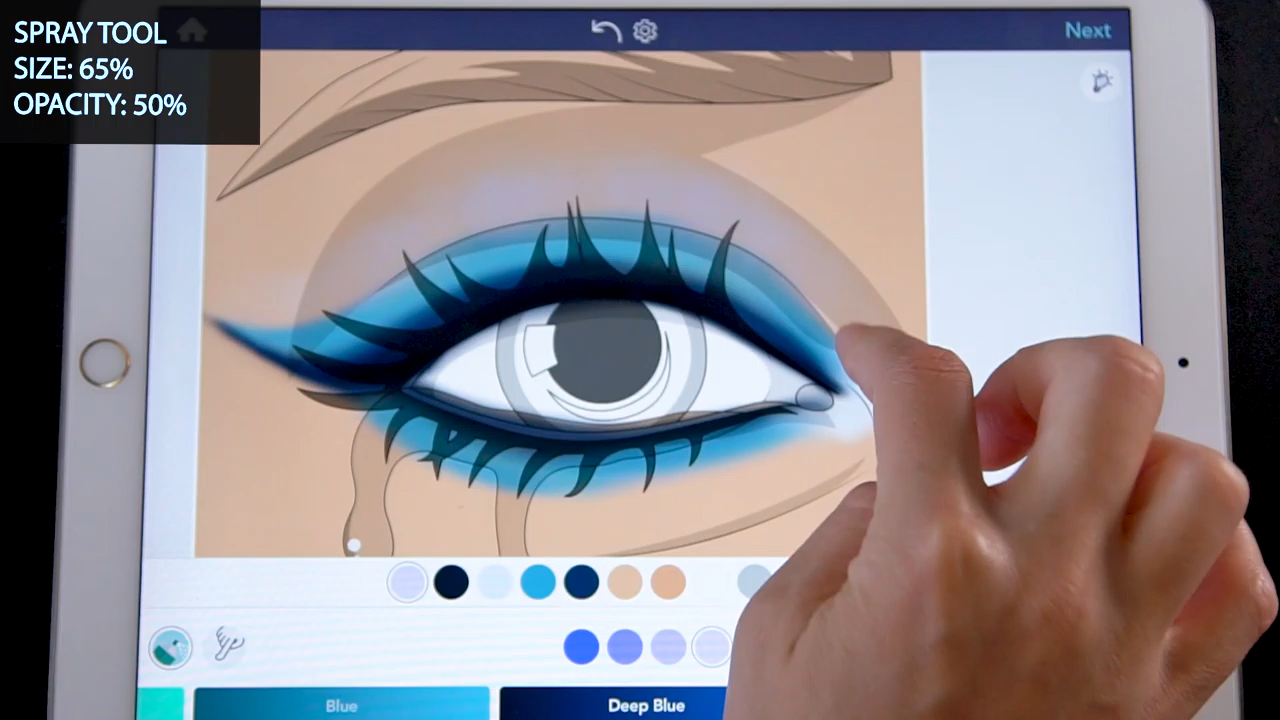 SPRAY TOOL
SIZE: 65%
OPACITY: 50%
Next
Blue
Deep Blue